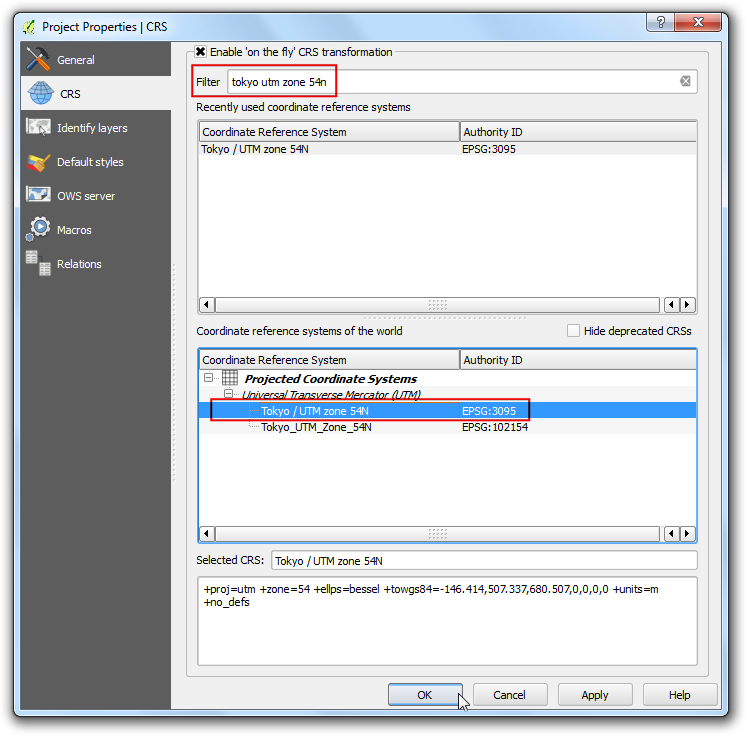 Project Properties | CRS
General
CRS
Identify layers
Default styles
OWS server
Macros
Relations
Enable 'on the fly' CRS transformation
Filter tokyo utm zone 54n
Recently used coordinate reference systems
Coordinate Reference System Authority ID
Tokyo / UTM zone 54N EPSG:3095
Coordinate reference systems of the world Hide deprecated CRSs
Coordinate Reference System Authority ID
Projected Coordinate Systems
Universal Transverse Mercator (UTM)
Tokyo / UTM zone 54N EPSG:3095
Tokyo_UTM_Zone_54N EPSG:102154
Selected CRS: Tokyo / UTM zone 54N
+proj=utm +zone=54 +ellps=bessel +towgs84=-146.414,507.337,680.507,0,0,0,0 +units=m
+no_defs
OK Cancel Apply Help